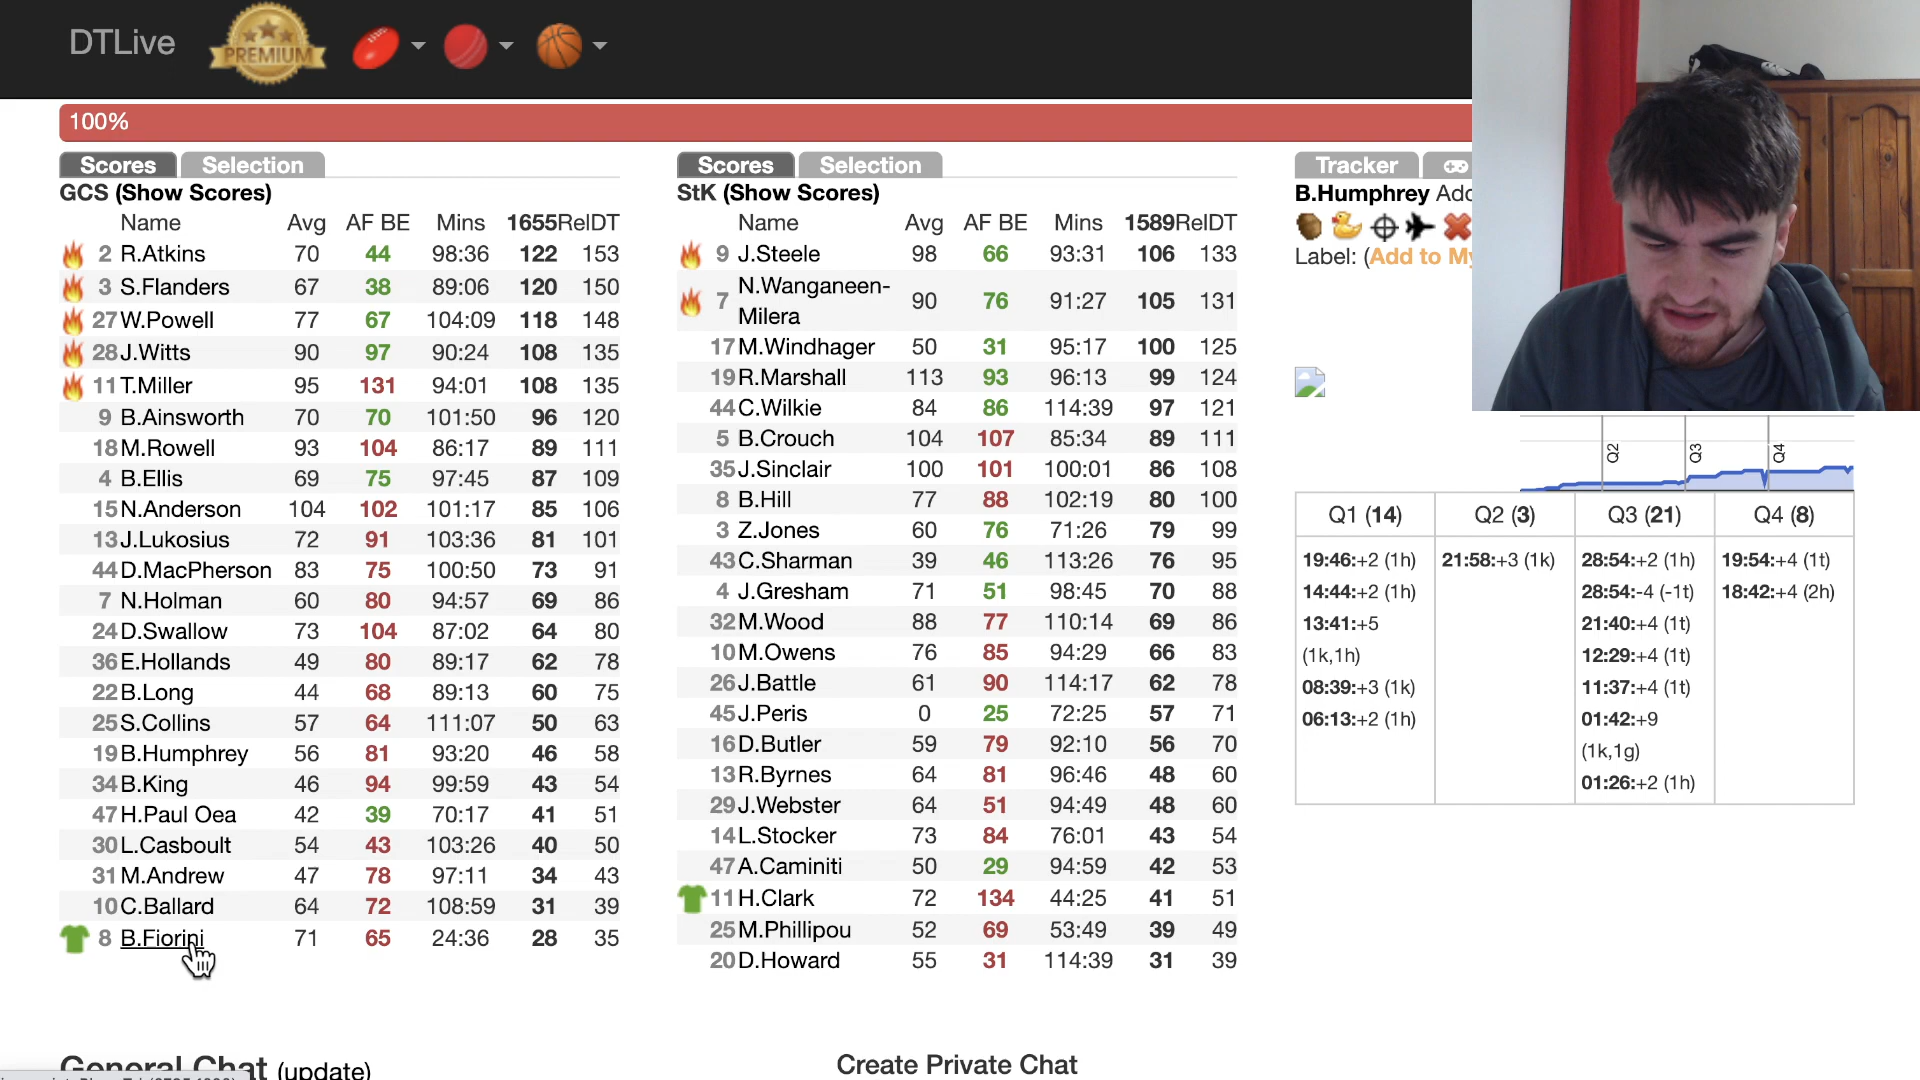 DTLive
PREMIUM
100%
Scores Selection
GCS (Show Scores)
Name Avg AF BE Mins 1655 RelDT
2 R.Atkins 70 44 98:36 122 153
3 S.Flanders 67 38 89:06 120 150
27 W.Powell 77 67 104:09 118 148
28 J.Witts 90 97 90:24 108 135
11 T.Miller 95 131 94:01 108 135
9 B.Ainsworth 70 70 101:50 96 120
18 M.Rowell 93 104 86:17 89 111
4 B.Ellis 69 75 97:45 87 109
15 N.Anderson 104 102 101:17 85 106
13 J.Lukosius 72 91 103:36 81 101
44 D.MacPherson 83 75 100:50 73 91
7 N.Holman 60 80 94:57 69 86
24 D.Swallow 73 104 87:02 64 80
36 E.Hollands 49 80 89:17 62 78
22 B.Long 44 68 89:13 60 75
25 S.Collins 57 64 111:07 50 63
19 B.Humphrey 56 81 93:20 46 58
34 B.King 46 94 99:59 43 54
47 H.Paul Oea 42 39 70:17 41 51
30 L.Casboult 54 43 103:26 40 50
31 M.Andrew 47 78 97:11 34 43
10 C.Ballard 64 72 108:59 31 39
8 B.Fiorini 71 65 24:36 28 35
Scores Selection
StK (Show Scores)
Name Avg AF BE Mins 1589 RelDT
9 J.Steele 98 66 93:31 106 133
7 N.Wanganeen-
Milera 90 76 91:27 105 131
17 M.Windhager 50 31 95:17 100 125
19 R.Marshall 113 93 96:13 99 124
44 C.Wilkie 84 86 114:39 97 121
5 B.Crouch 104 107 85:34 89 111
35 J.Sinclair 100 101 100:01 86 108
8 B.Hill 77 88 102:19 80 100
3 Z.Jones 60 76 71:26 79 99
43 C.Sharman 39 46 113:26 76 95
4 J.Gresham 71 51 98:45 70 88
32 M.Wood 88 77 110:14 69 86
10 M.Owens 76 85 94:29 66 83
26 J.Battle 61 90 114:17 62 78
45 J.Peris 0 25 72:25 57 71
16 D.Butler 59 79 92:10 56 70
13 R.Byrnes 64 81 96:46 48 60
29 J.Webster 64 51 94:49 48 60
14 L.Stocker 73 84 76:01 43 54
47 A.Caminiti 50 29 94:59 42 53
11 H.Clark 72 134 44:25 41 51
25 M.Phillipou 52 69 53:49 39 49
20 D.Howard 55 31 114:39 31 39
Tracker
B.Humphrey Add
Label: (Add to My
Q2 Q3 Q4
Q1 (14) Q2 (3) Q3 (21) Q4 (8)
19:46:+2 (1h) 21:58:+3 (1k) 28:54:+2 (1h) 19:54:+4 (1t)
14:44:+2 (1h) 28:54:-4 (-1t) 18:42:+4 (2h)
13:41:+5 21:40:+4 (1t)
(1k,1h) 12:29:+4 (1t)
08:39:+3 (1k) 11:37:+4 (1t)
06:13:+2 (1h) 01:42:+9
(1k,1g)
01:26:+2 (1h)
General Chat (update)
Create Private Chat